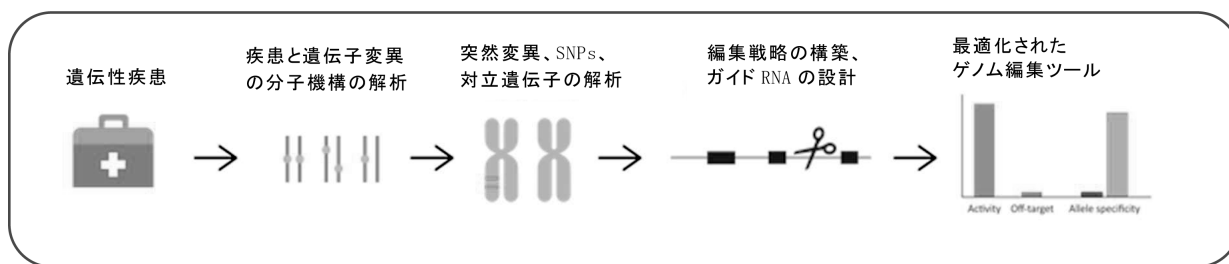 遺伝性疾患
疾患と遺伝子変異
の分子機構の解析
突然変異、SNPs、
対立遺伝子の解析
編集戦略の構築、
ガイド RNA の設計
最適化された
ゲノム編集ツール
Activity Off-target Allele specificity